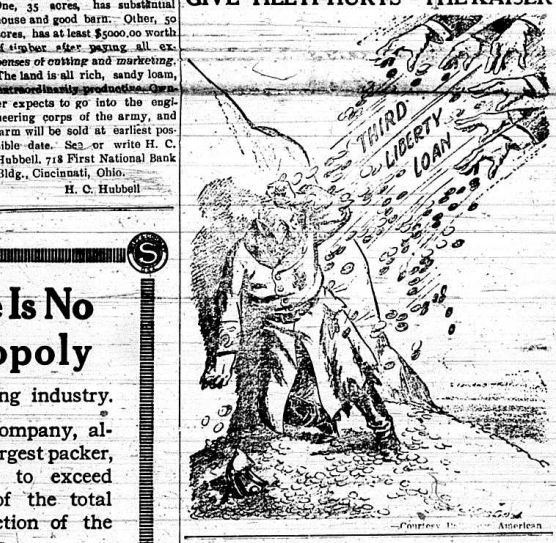 One, 35 acres, has substantial
house and good barn. Other, 50
acres, has at least $5000.00 worth
of timber after paying all ex-
penses of cutting and marketing.
The land is all rich, sandy loam,
extraordinarily productive. Own-
er expects to go into the engi-
neering corps of the army, and
farm will be sold at earliest pos-
sible date. See or write H. C.
Hubbell. 718 First National Bank
Bldg., Cincinnati, Ohio.
H. C. Hubbell
S
e Is No
opoly
ng industry.
ompany, al-
rgest packer,
to exceed
of the total
ction of the
GIVE TILL IT HURTS THE KAISER
THIRD
LIBERTY
LOAN
—Courtesy American